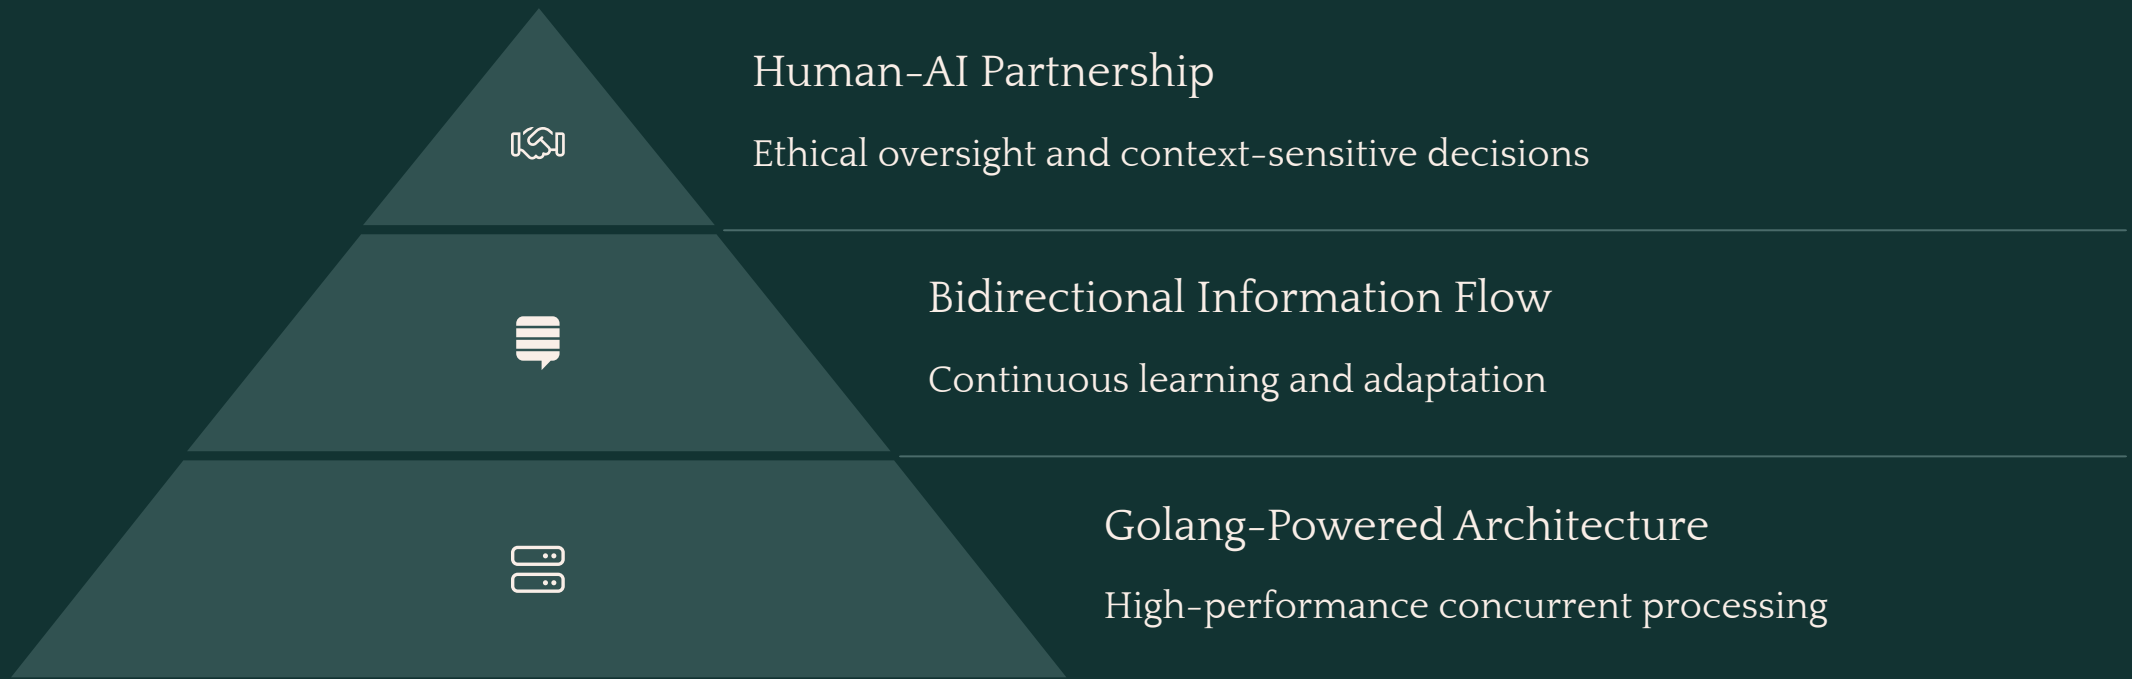 Human-AI Partnership
Ethical oversight and context-sensitive decisions
Bidirectional Information Flow
Continuous learning and adaptation
Golang-Powered Architecture
High-performance concurrent processing